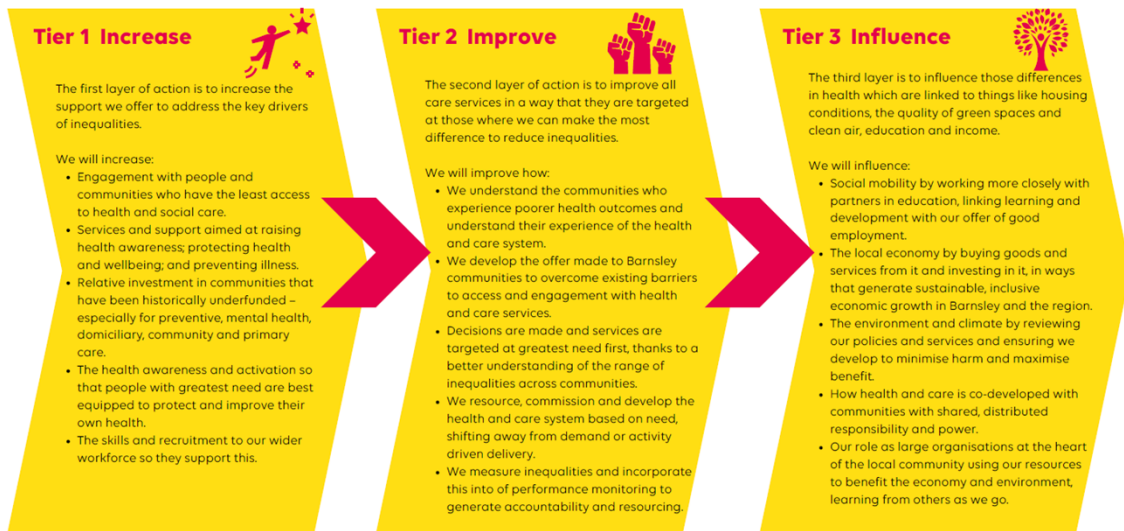 Tier 1 Increase
The first layer of action is to increase the
support we offer to address the key drivers
of inequalities.
We will increase:
• Engagement with people and
communities who have the least access
to health and social care.
• Services and support aimed at raising
health awareness; protecting health
and wellbeing; and preventing illness.
• Relative investment in communities that
have been historically underfunded –
especially for preventive, mental health,
domiciliary, community and primary
care.
• The health awareness and activation so
that people with greatest need are best
equipped to protect and improve their
own health.
• The skills and recruitment to our wider
workforce so they support this.
Tier 2 Improve
The second layer of action is to improve all
care services in a way that they are targeted
at those where we can make the most
difference to reduce inequalities.
We will improve how:
• We understand the communities who
experience poorer health outcomes and
understand their experience of the health
and care system.
• We develop the offer made to Barnsley
communities to overcome existing barriers
to access and engagement with health
and care services.
• Decisions are made and services are
targeted at greatest need first, thanks to a
better understanding of the range of
inequalities across communities.
• We resource, commission and develop the
health and care system based on need,
shifting away from demand or activity
driven delivery.
• We measure inequalities and incorporate
this into of performance monitoring to
generate accountability and resourcing.
Tier 3 Influence
The third layer is to influence those differences
in health which are linked to things like housing
conditions, the quality of green spaces and
clean air, education and income.
We will influence:
• Social mobility by working more closely with
partners in education, linking learning and
development with our offer of good
employment.
• The local economy by buying goods and
services from it and investing in it, in ways
that generate sustainable, inclusive
economic growth in Barnsley and the region.
• The environment and climate by reviewing
our policies and services and ensuring we
develop to minimise harm and maximise
benefit.
• How health and care is co-developed with
communities with shared, distributed
responsibility and power.
• Our role as large organisations at the heart
of the local community using our resources
to benefit the economy and environment,
learning from others as we go.